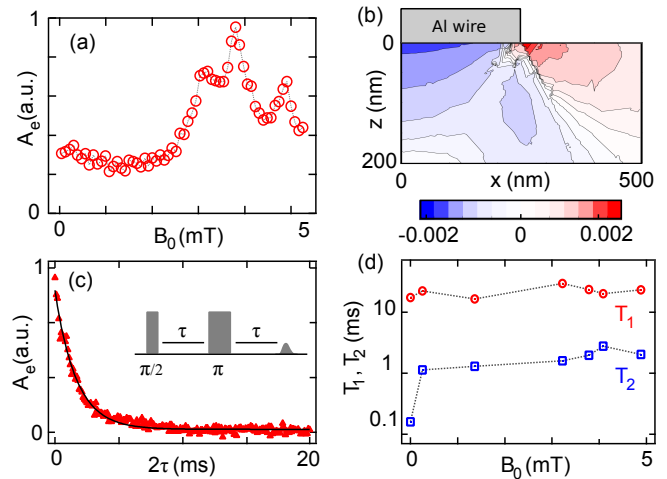 (a)
A_e (a.u.)
1
0
0
5
B_0 (mT)
(b)
Al wire
z (nm)
0
200
0
x (nm)
500
-0.002
0
0.002
(c)
A_e (a.u.)
1
0
τ
τ
π/2
π
0
20
2τ (ms)
(d)
T_1, T_2 (ms)
10
1
0.1
T_1
T_2
0
5
B_0 (mT)